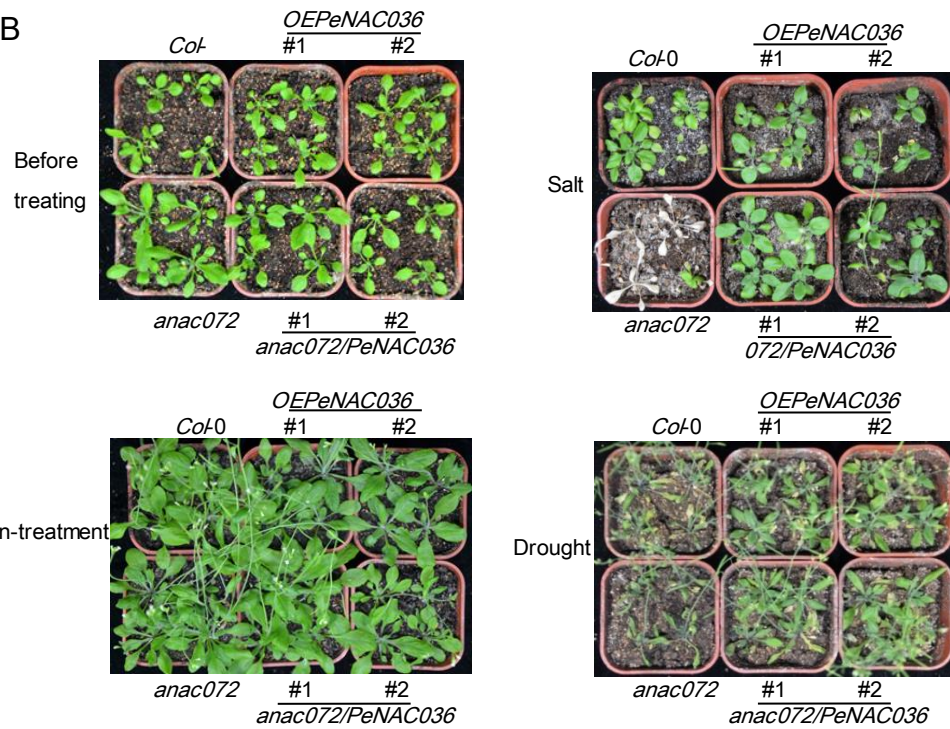 B
OEPeNAC036
Col- #1 #2
Before
treating
anac072 #1 #2
anac072/PeNAC036
OEPeNAC036
Col-0 #1 #2
Salt
anac072 #1 #2
072/PeNAC036
OEPeNAC036
Col-0 #1 #2
n-treatment
anac072 #1 #2
anac072/PeNAC036
OEPeNAC036
Col-0 #1 #2
Drought
anac072 #1 #2
anac072/PeNAC036